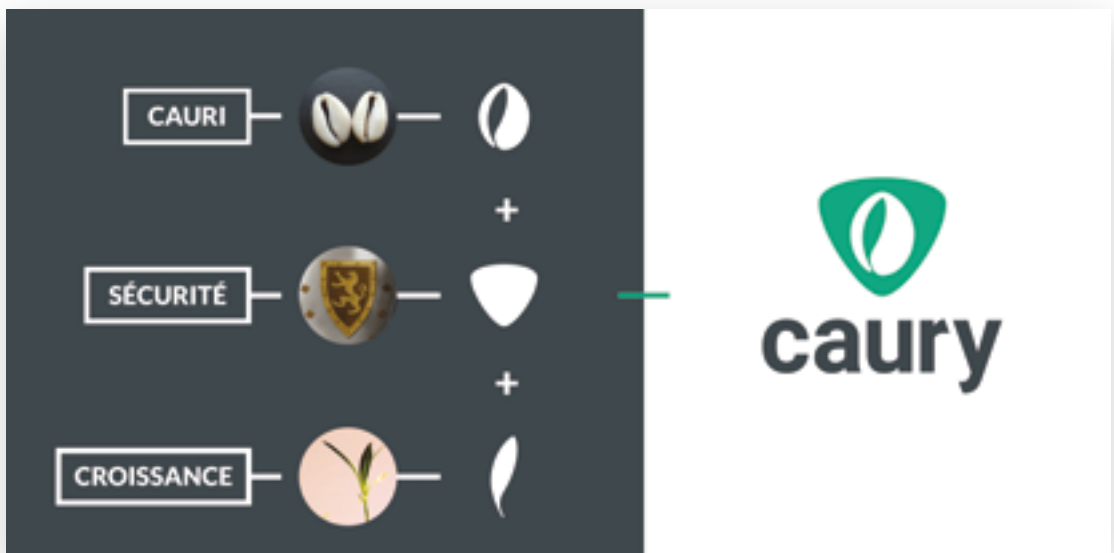 CAURI
+
SÉCURITÉ
+
CROISSANCE
caury